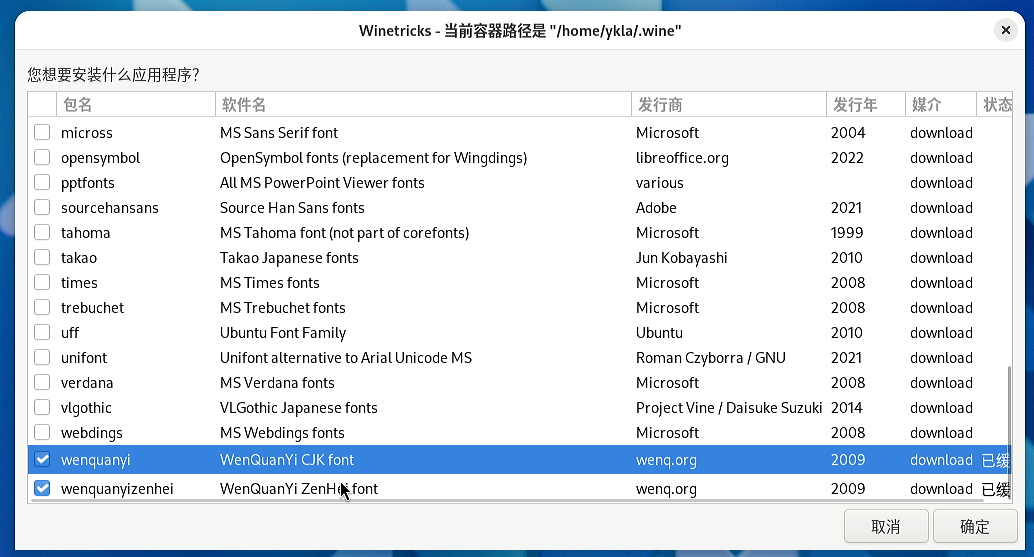 Winetricks - 当前容器路径是 "/home/ykla/.wine"
您想要安装什么应用程序?
包名 软件名 发行商 发行年 媒介 状态
micross MS Sans Serif font Microsoft 2004 download
opensymbol OpenSymbol fonts (replacement for Wingdings) libreoffice.org 2022 download
pptfonts All MS PowerPoint Viewer fonts various download
sourcehansans Source Han Sans fonts Adobe 2021 download
tahoma MS Tahoma font (not part of corefonts) Microsoft 1999 download
takao Takao Japanese fonts Jun Kobayashi 2010 download
times MS Times fonts Microsoft 2008 download
trebuchet MS Trebuchet fonts Microsoft 2008 download
uff Ubuntu Font Family Ubuntu 2010 download
unifont Unifont alternative to Arial Unicode MS Roman Czyborra / GNU 2021 download
verdana MS Verdana fonts Microsoft 2008 download
vlgothic VLGothic Japanese fonts Project Vine / Daisuke Suzuki 2014 download
webdings MS Webdings fonts Microsoft 2008 download
wenquanyi WenQuanYi CJK font wenq.org 2009 download 已缓
wenquanyizenhei WenQuanYi ZenHei font wenq.org 2009 download 已缓
取消 确定